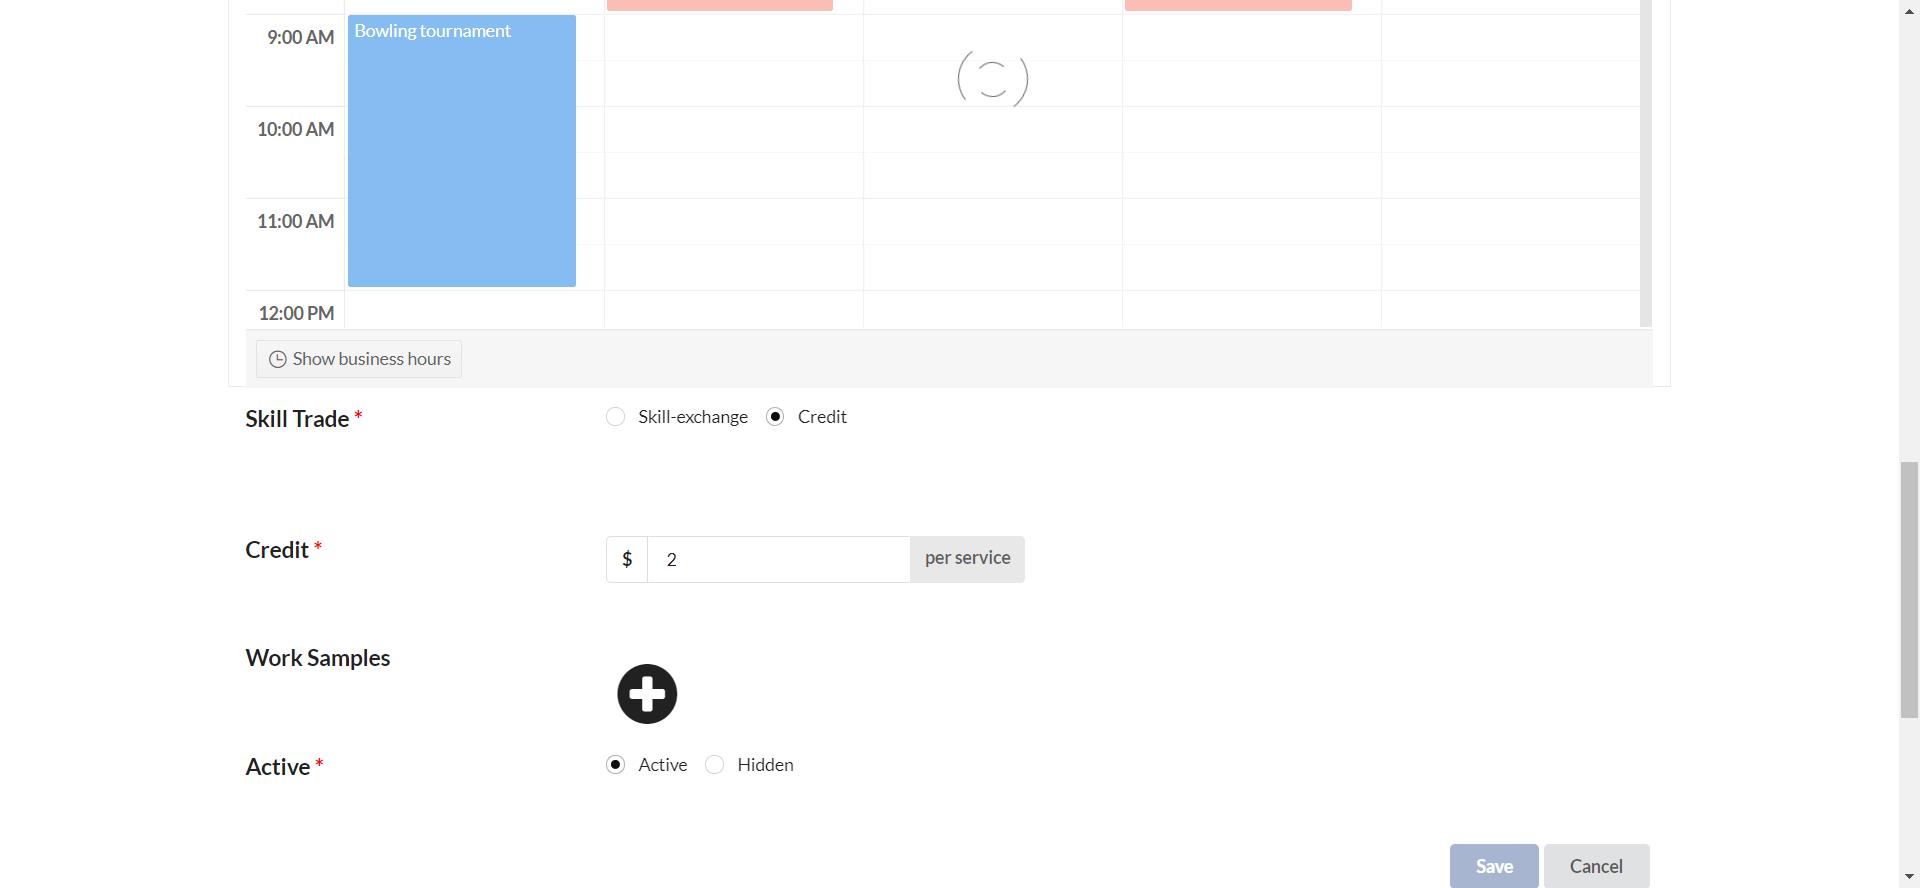 9:00 AM
Bowling tournament
10:00 AM
11:00 AM
12:00 PM
Show business hours
Skill Trade *
Skill-exchange
Credit
Credit *
$
2
per service
Work Samples
Active *
Active
Hidden
Save
Cancel